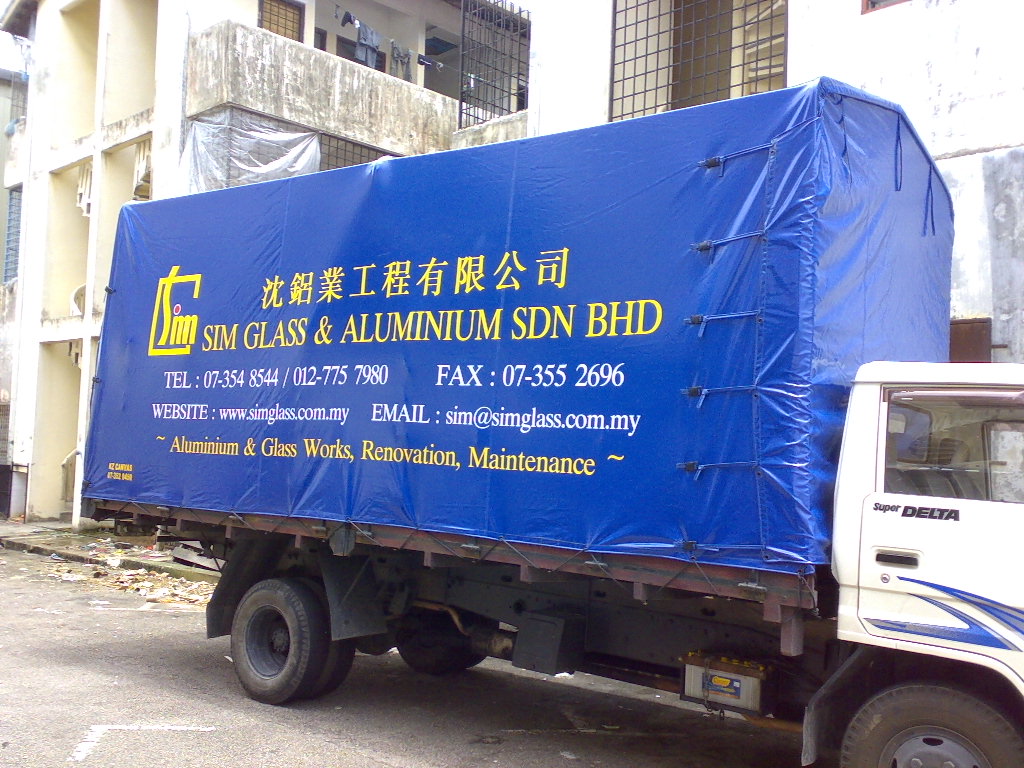 沈鋁業工程有限公司
Sim SIM GLASS & ALUMINIUM SDN BHD
TEL : 07-354 8544 / 012-775 7980 FAX : 07-355 2696
WEBSITE : www.simglass.com.my EMAIL : sim@simglass.com.my
~ Aluminium & Glass Works, Renovation, Maintenance ~
KZ CANVAS
Super DELTA